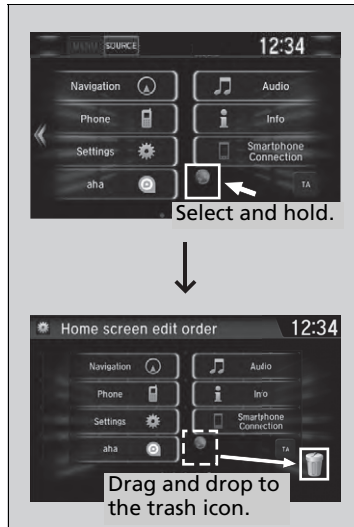 MENU SOURCE 12:34
Navigation Audio
Phone Info
Settings Smartphone Connection
aha TA
Select and hold.
Home screen edit order 12:34
Navigation Audio
Phone Info
Settings Smartphone Connection
aha TA
Drag and drop to
the trash icon.